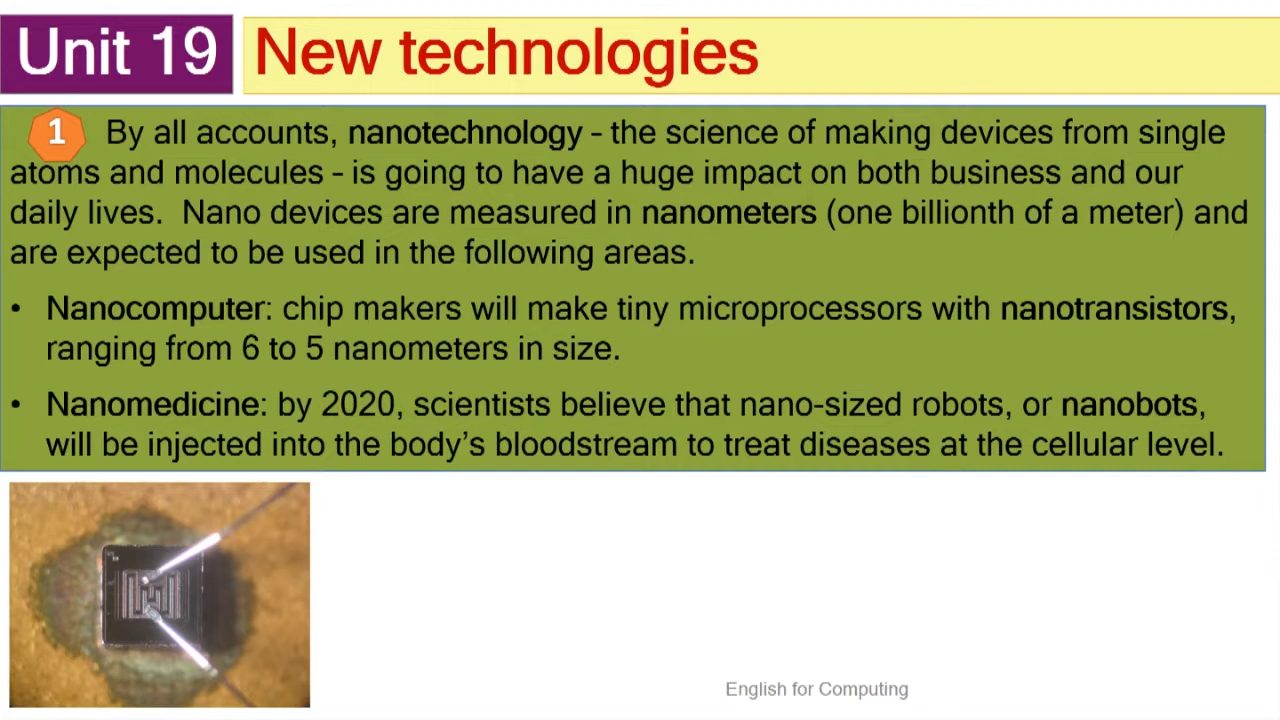 Unit 19 New technologies
1 By all accounts, nanotechnology - the science of making devices from single
atoms and molecules - is going to have a huge impact on both business and our
daily lives. Nano devices are measured in nanometers (one billionth of a meter) and
are expected to be used in the following areas.
• Nanocomputer: chip makers will make tiny microprocessors with nanotransistors,
ranging from 6 to 5 nanometers in size.
• Nanomedicine: by 2020, scientists believe that nano-sized robots, or nanobots,
will be injected into the body’s bloodstream to treat diseases at the cellular level.
English for Computing